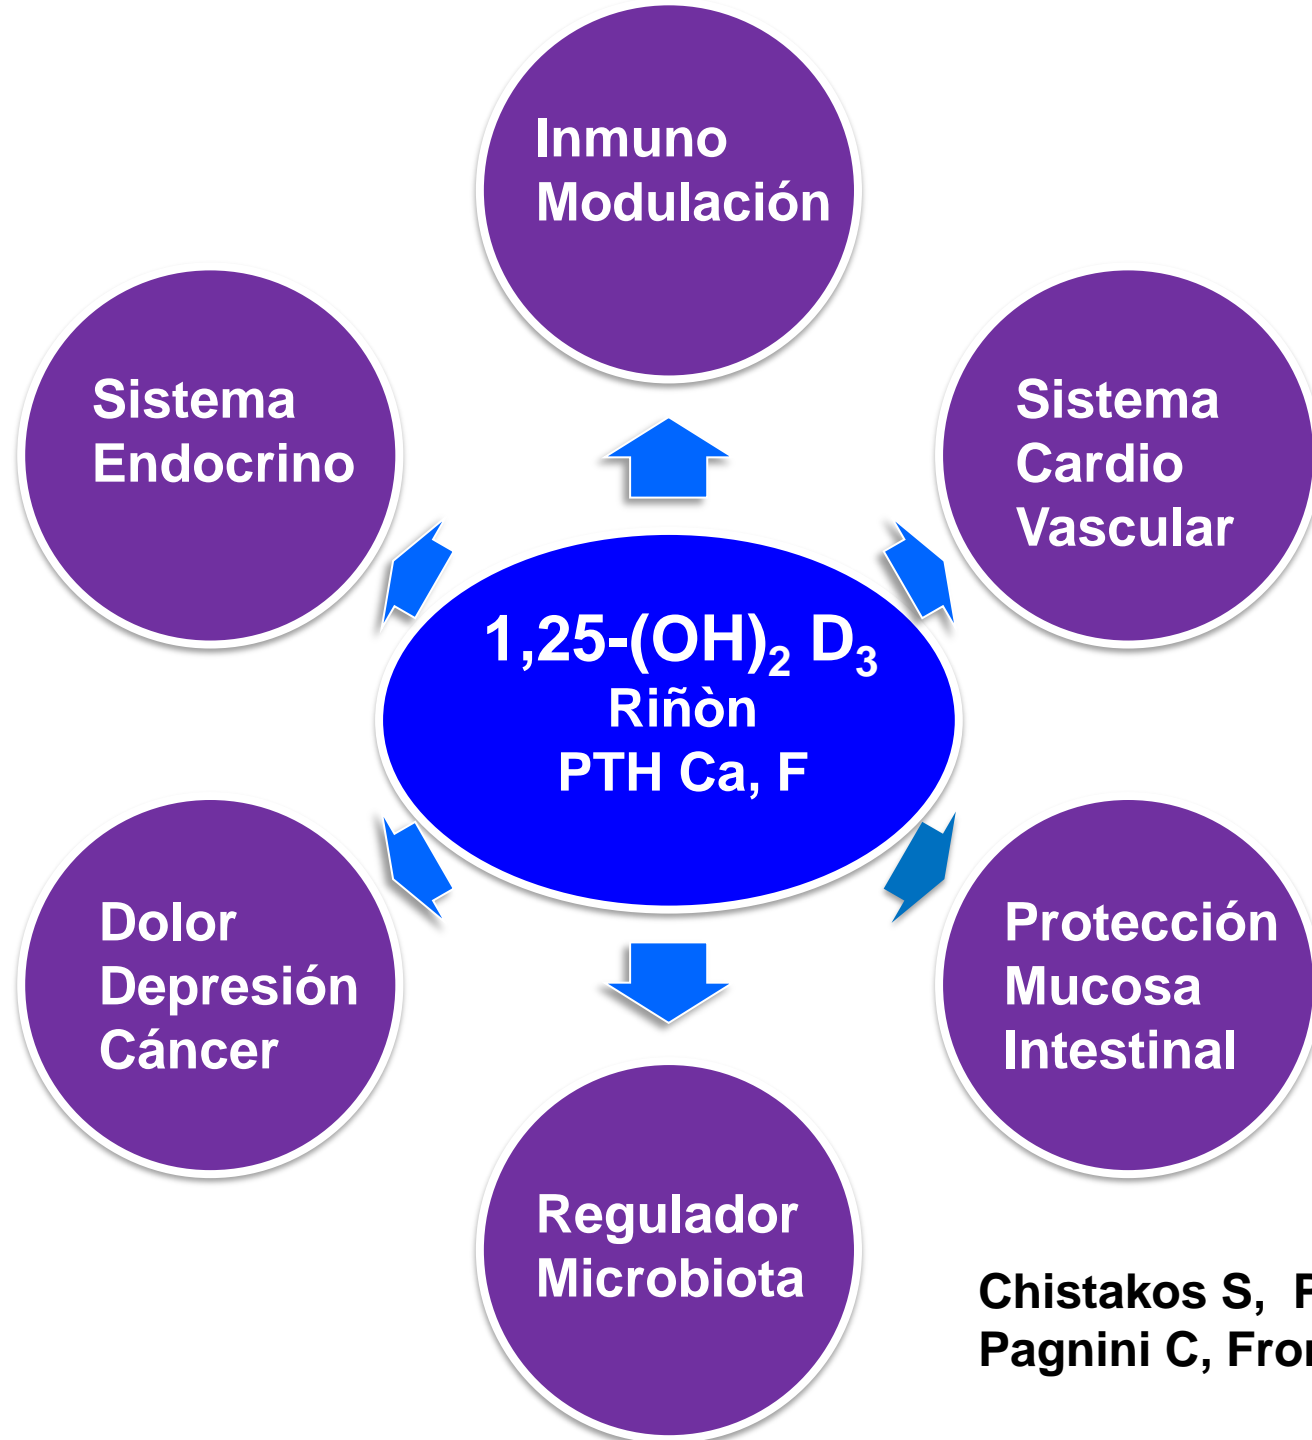 Inmuno
Modulación
Sistema
Endocrino
Sistema
Cardio
Vascular
1,25-(OH)₂ D₃
Riñòn
PTH Ca, F
Dolor
Depresión
Cáncer
Protección
Mucosa
Intestinal
Regulador
Microbiota
Chistakos S,
Pagnini C,